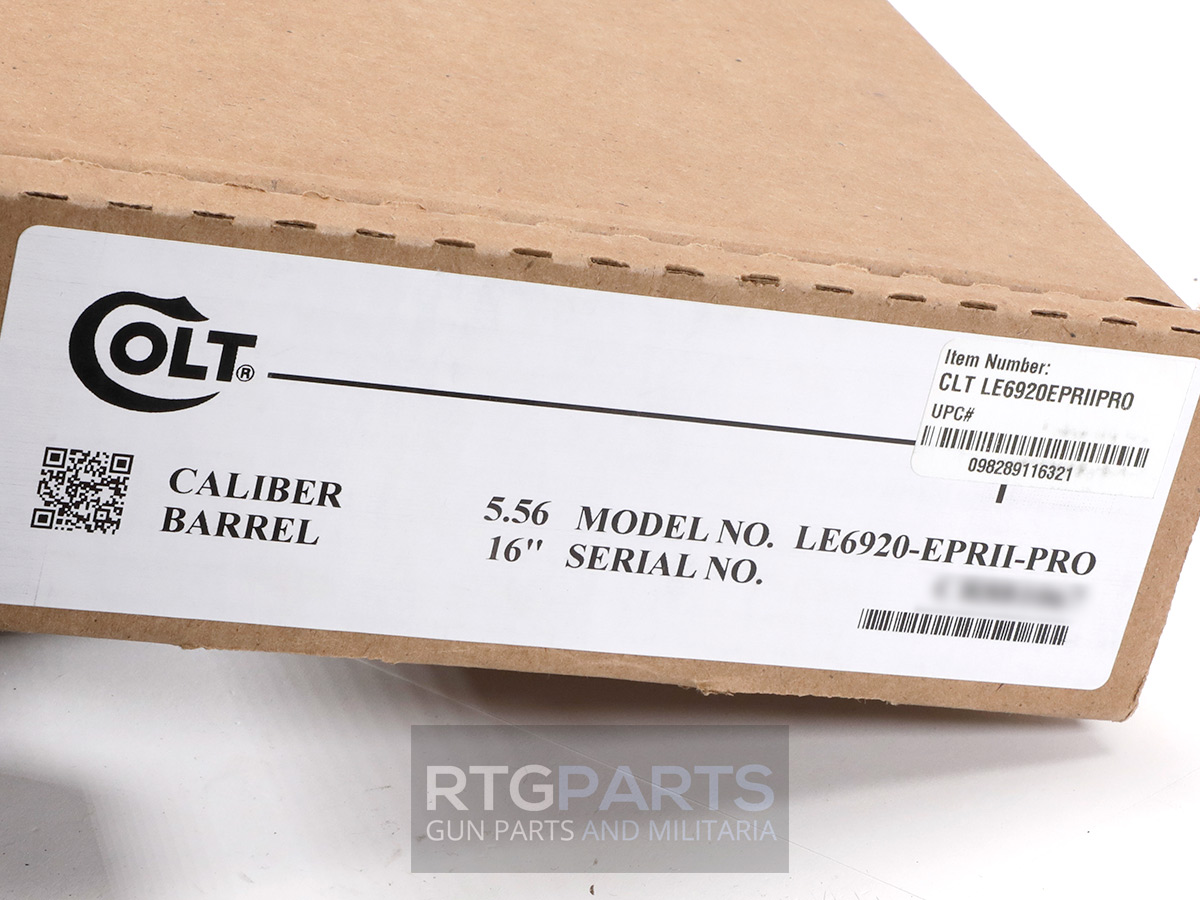 COLT®
Item Number:
CLT LE6920EPRIIPRO
UPC#
098289116321
CALIBER 5.56 MODEL NO. LE6920-EPRII-PRO
BARREL 16" SERIAL NO.
RTGPARTS
GUN PARTS AND MILITARIA